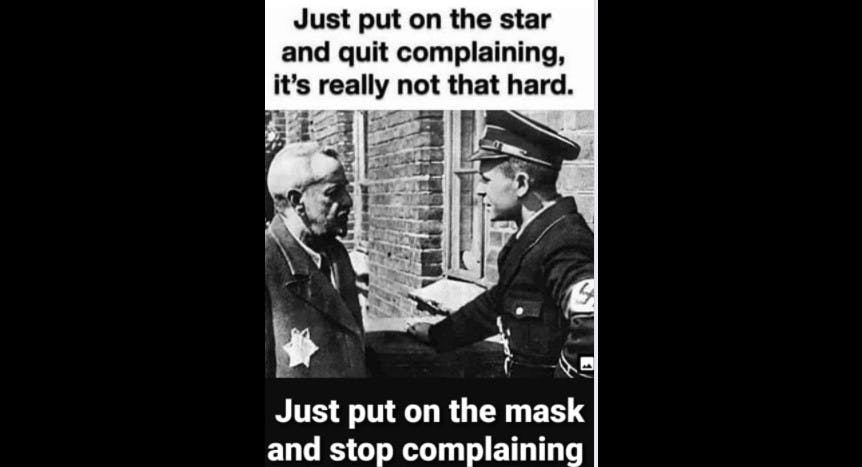 Just put on the star
and quit complaining,
it's really not that hard.
Just put on the mask
and stop complaining